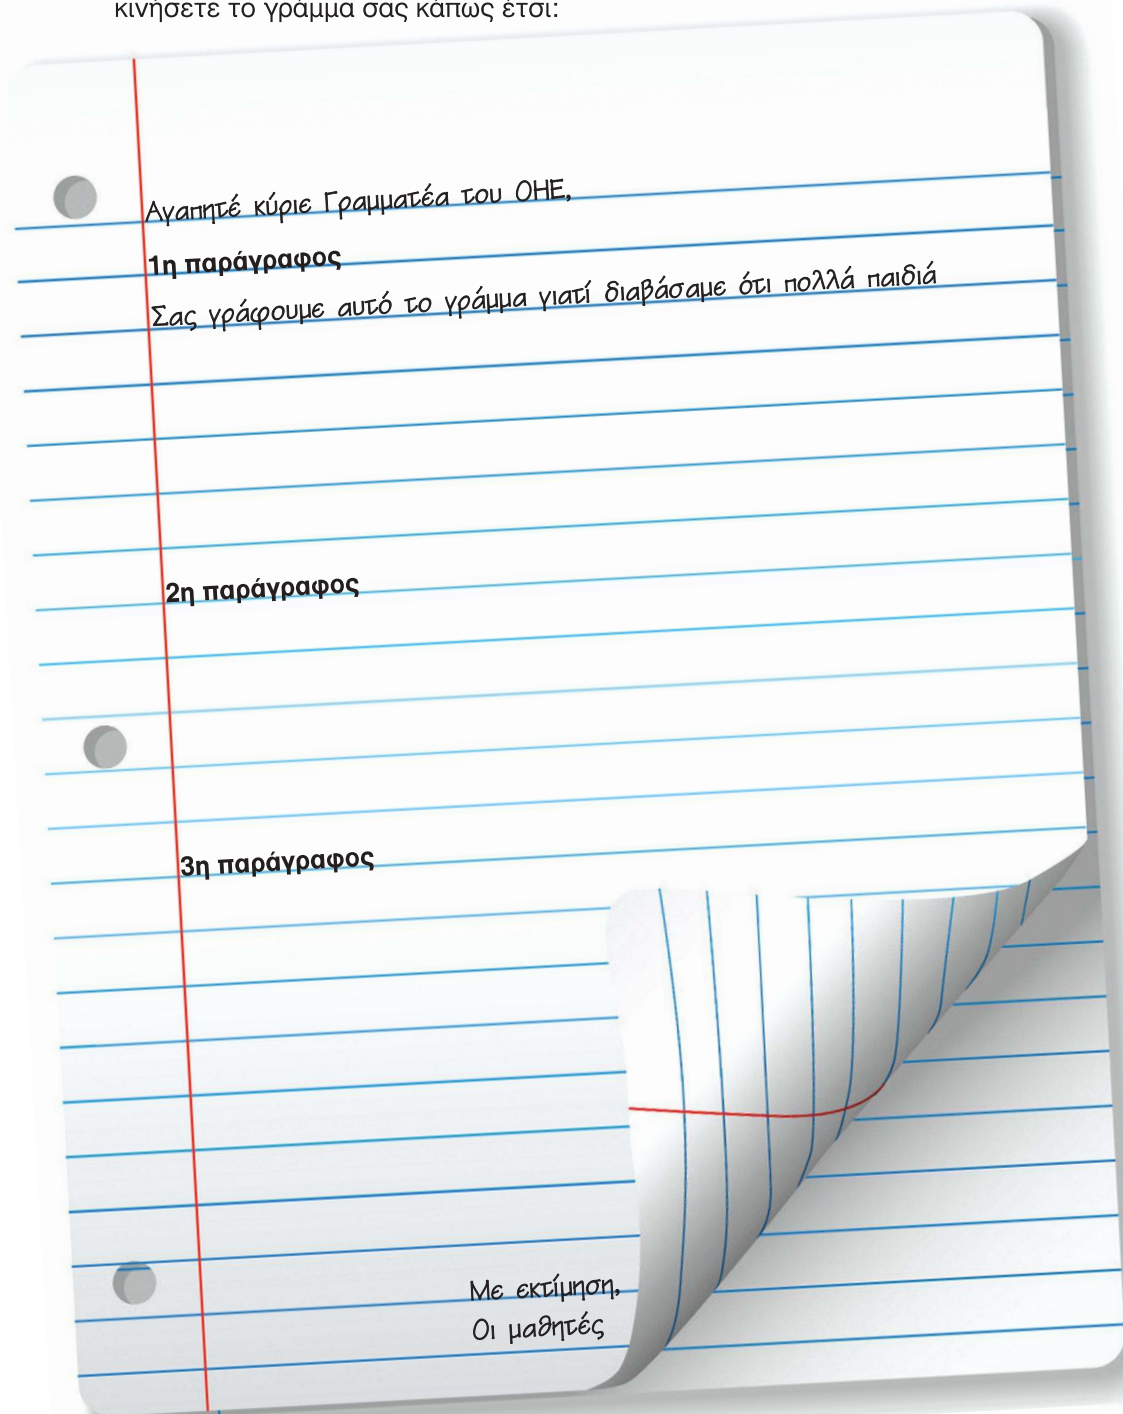 κινήσετε το γράμμα σας κάπως έτσι:
Αγαπητέ κύριε Γραμματέα του ΟΗΕ,
1η παράγραφος
Σας γράφουμε αυτό το γράμμα γιατί διαβάσαμε ότι πολλά παιδιά
2η παράγραφος
3η παράγραφος
Με εκτίμηση,
Οι μαθητές